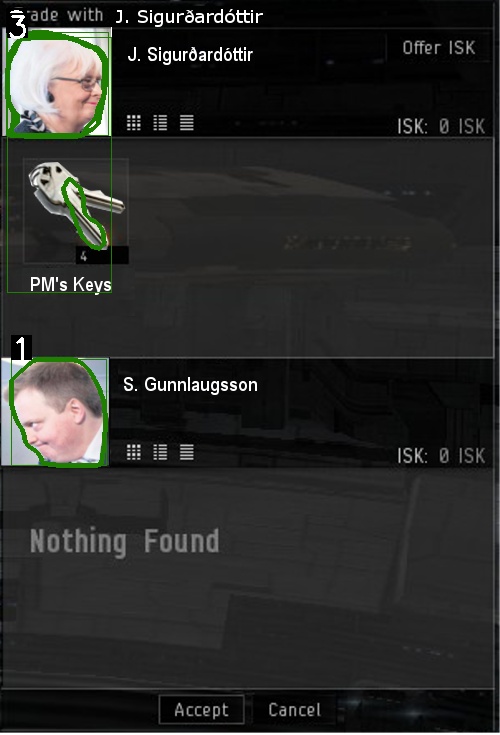 3
rade with J. Sigurðardóttir
J. Sigurðardóttir
Offer ISK
ISK: 0 ISK
4
PM's Keys
1
S. Gunnlaugsson
ISK: 0 ISK
Nothing Found
Accept
Cancel